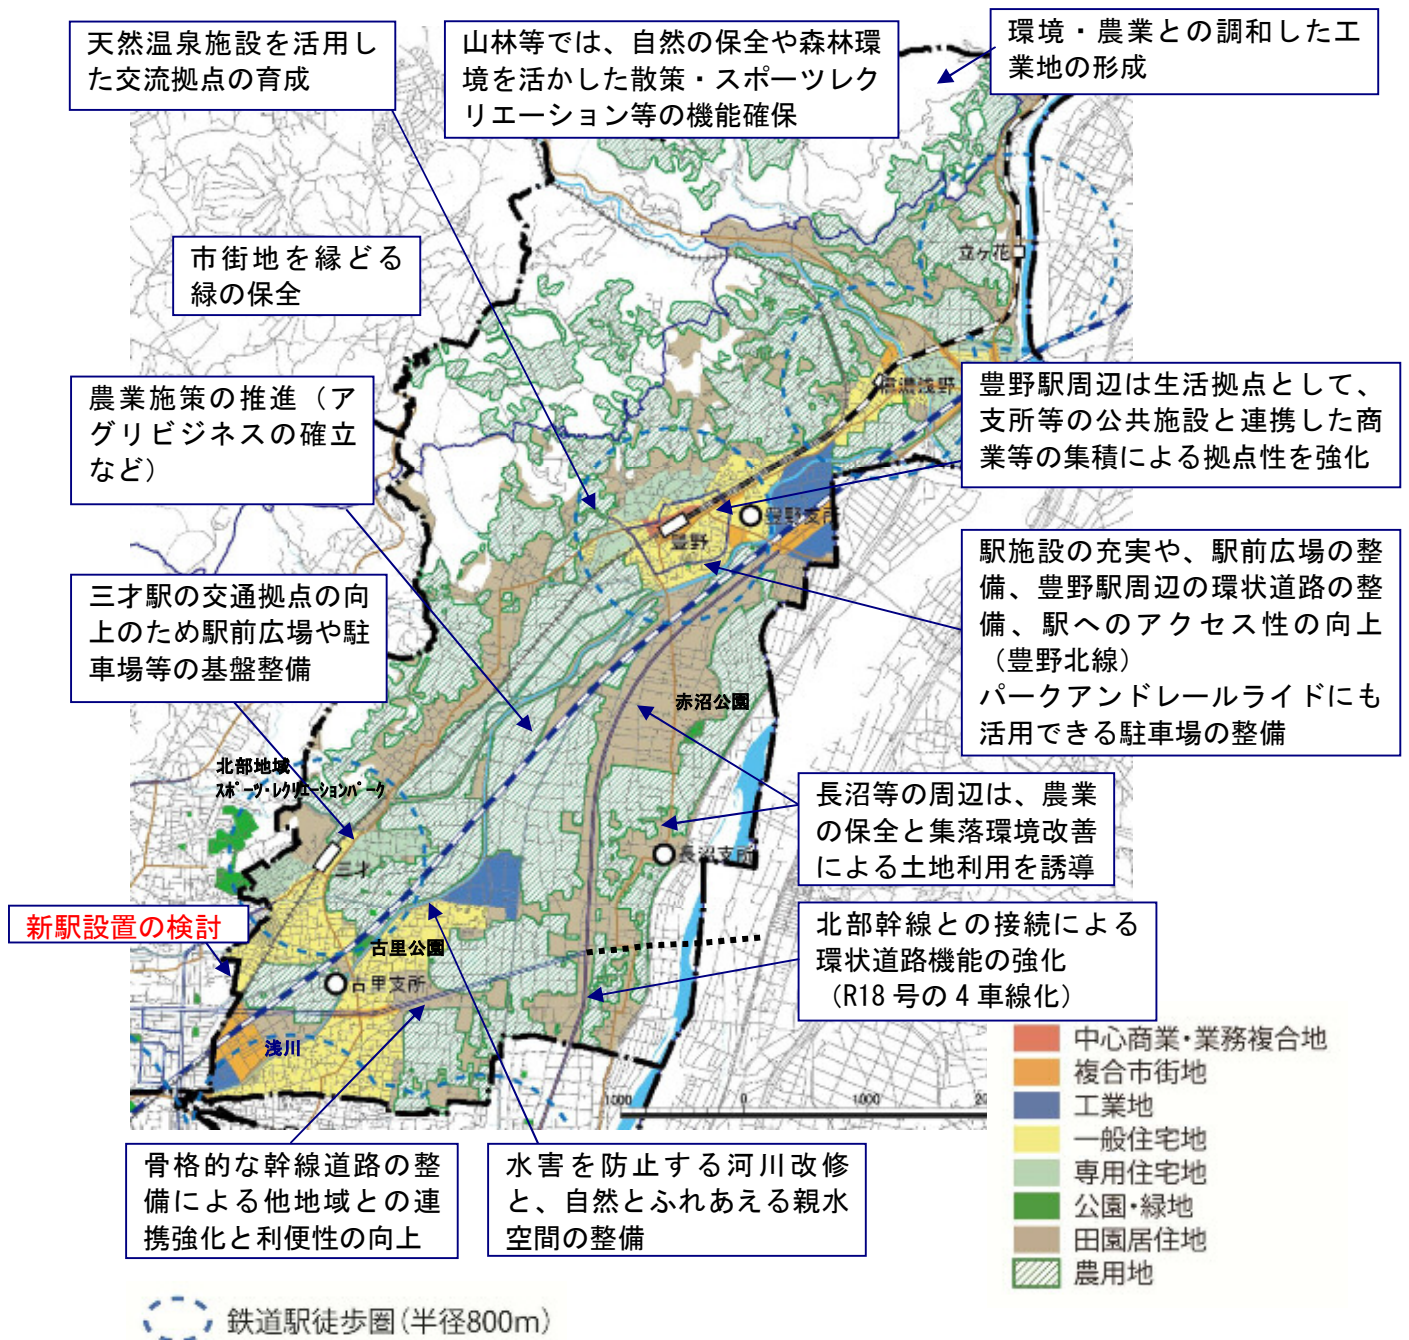 天然温泉施設を活用し
た交流拠点の育成
山林等では、自然の保全や森林環
境を活かした散策・スポーツレク
リエーション等の機能確保
環境・農業との調和した工
業地の形成
市街地を縁どる
緑の保全
立ケ花
農業施策の推進（ア
グリビジネスの確立
など）
信濃浅野
豊野駅周辺は生活拠点として、
支所等の公共施設と連携した商
業等の集積による拠点性を強化
豊野支所
豊野
駅施設の充実や、駅前広場の整
備、豊野駅周辺の環状道路の整
備、駅へのアクセス性の向上
（豊野北線）
パークアンドレールライドにも
活用できる駐車場の整備
三才駅の交通拠点の向
上のため駅前広場や駐
車場等の基盤整備
赤沼公園
北部地域
スポーツ・レクリエーションパーク
長沼等の周辺は、農業
の保全と集落環境改善
による土地利用を誘導
長沼支所
三才
新駅設置の検討
古里公園
古里支所
北部幹線との接続による
環状道路機能の強化
（R18 号の 4 車線化）
浅川
1000 0 1000
骨格的な幹線道路の整
備による他地域との連
携強化と利便性の向上
水害を防止する河川改修
と、自然とふれあえる親水
空間の整備
中心商業・業務複合地
複合市街地
工業地
一般住宅地
専用住宅地
公園・緑地
田園居住地
農用地
鉄道駅徒歩圏（半径800m）